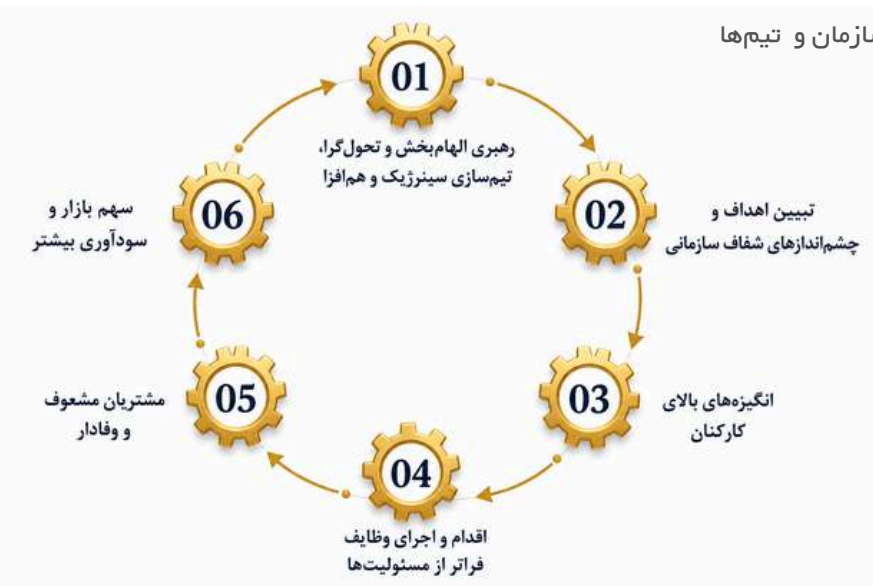 سازمان و تیم‌ها
01
رهبری الهام‌بخش و تحول‌گرا،
تیم‌سازی سینرژیک و هم‌افزا
02
تبیین اهداف و
چشم‌اندازهای شفاف سازمانی
03
انگیزه‌های بالای
کارکنان
04
اقدام و اجرای وظایف
فراتر از مسئولیت‌ها
05
مشتریان مشعوف
و وفادار
06
سهم بازار و
سودآوری بیشتر